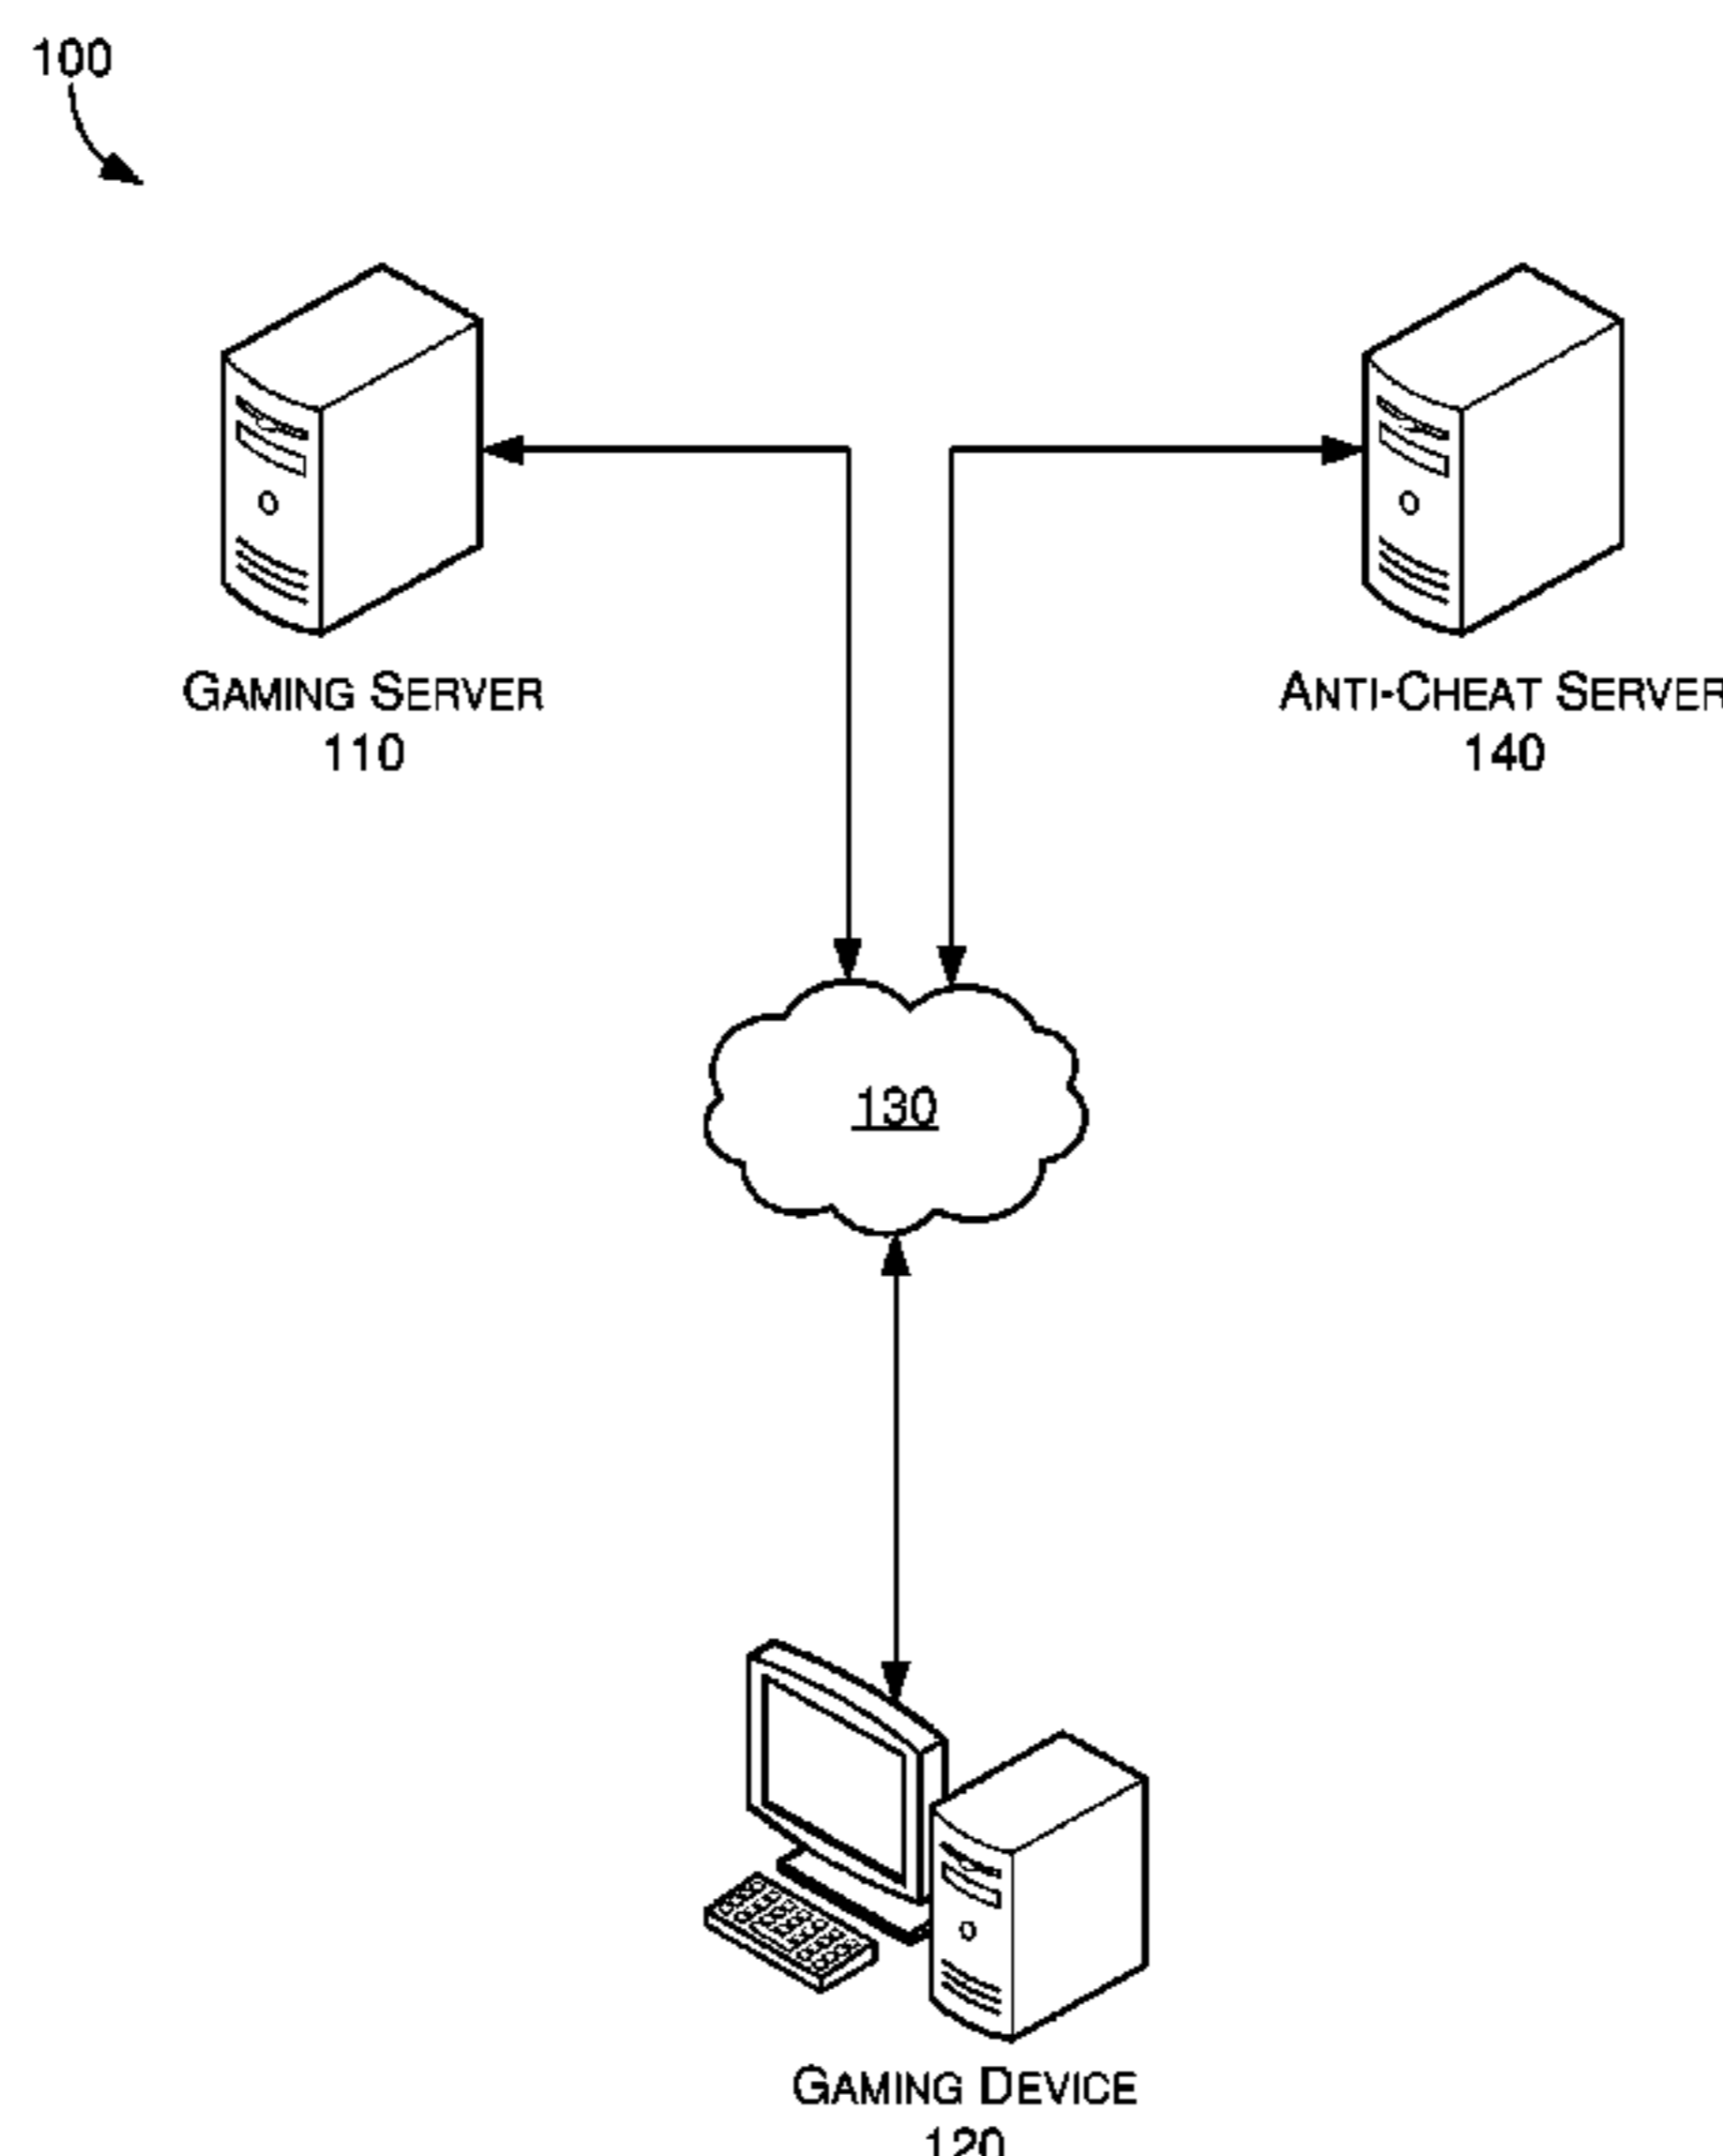 100
GAMING SERVER
110
ANTI-CHEAT SERVER
140
130
GAMING DEVICE
120